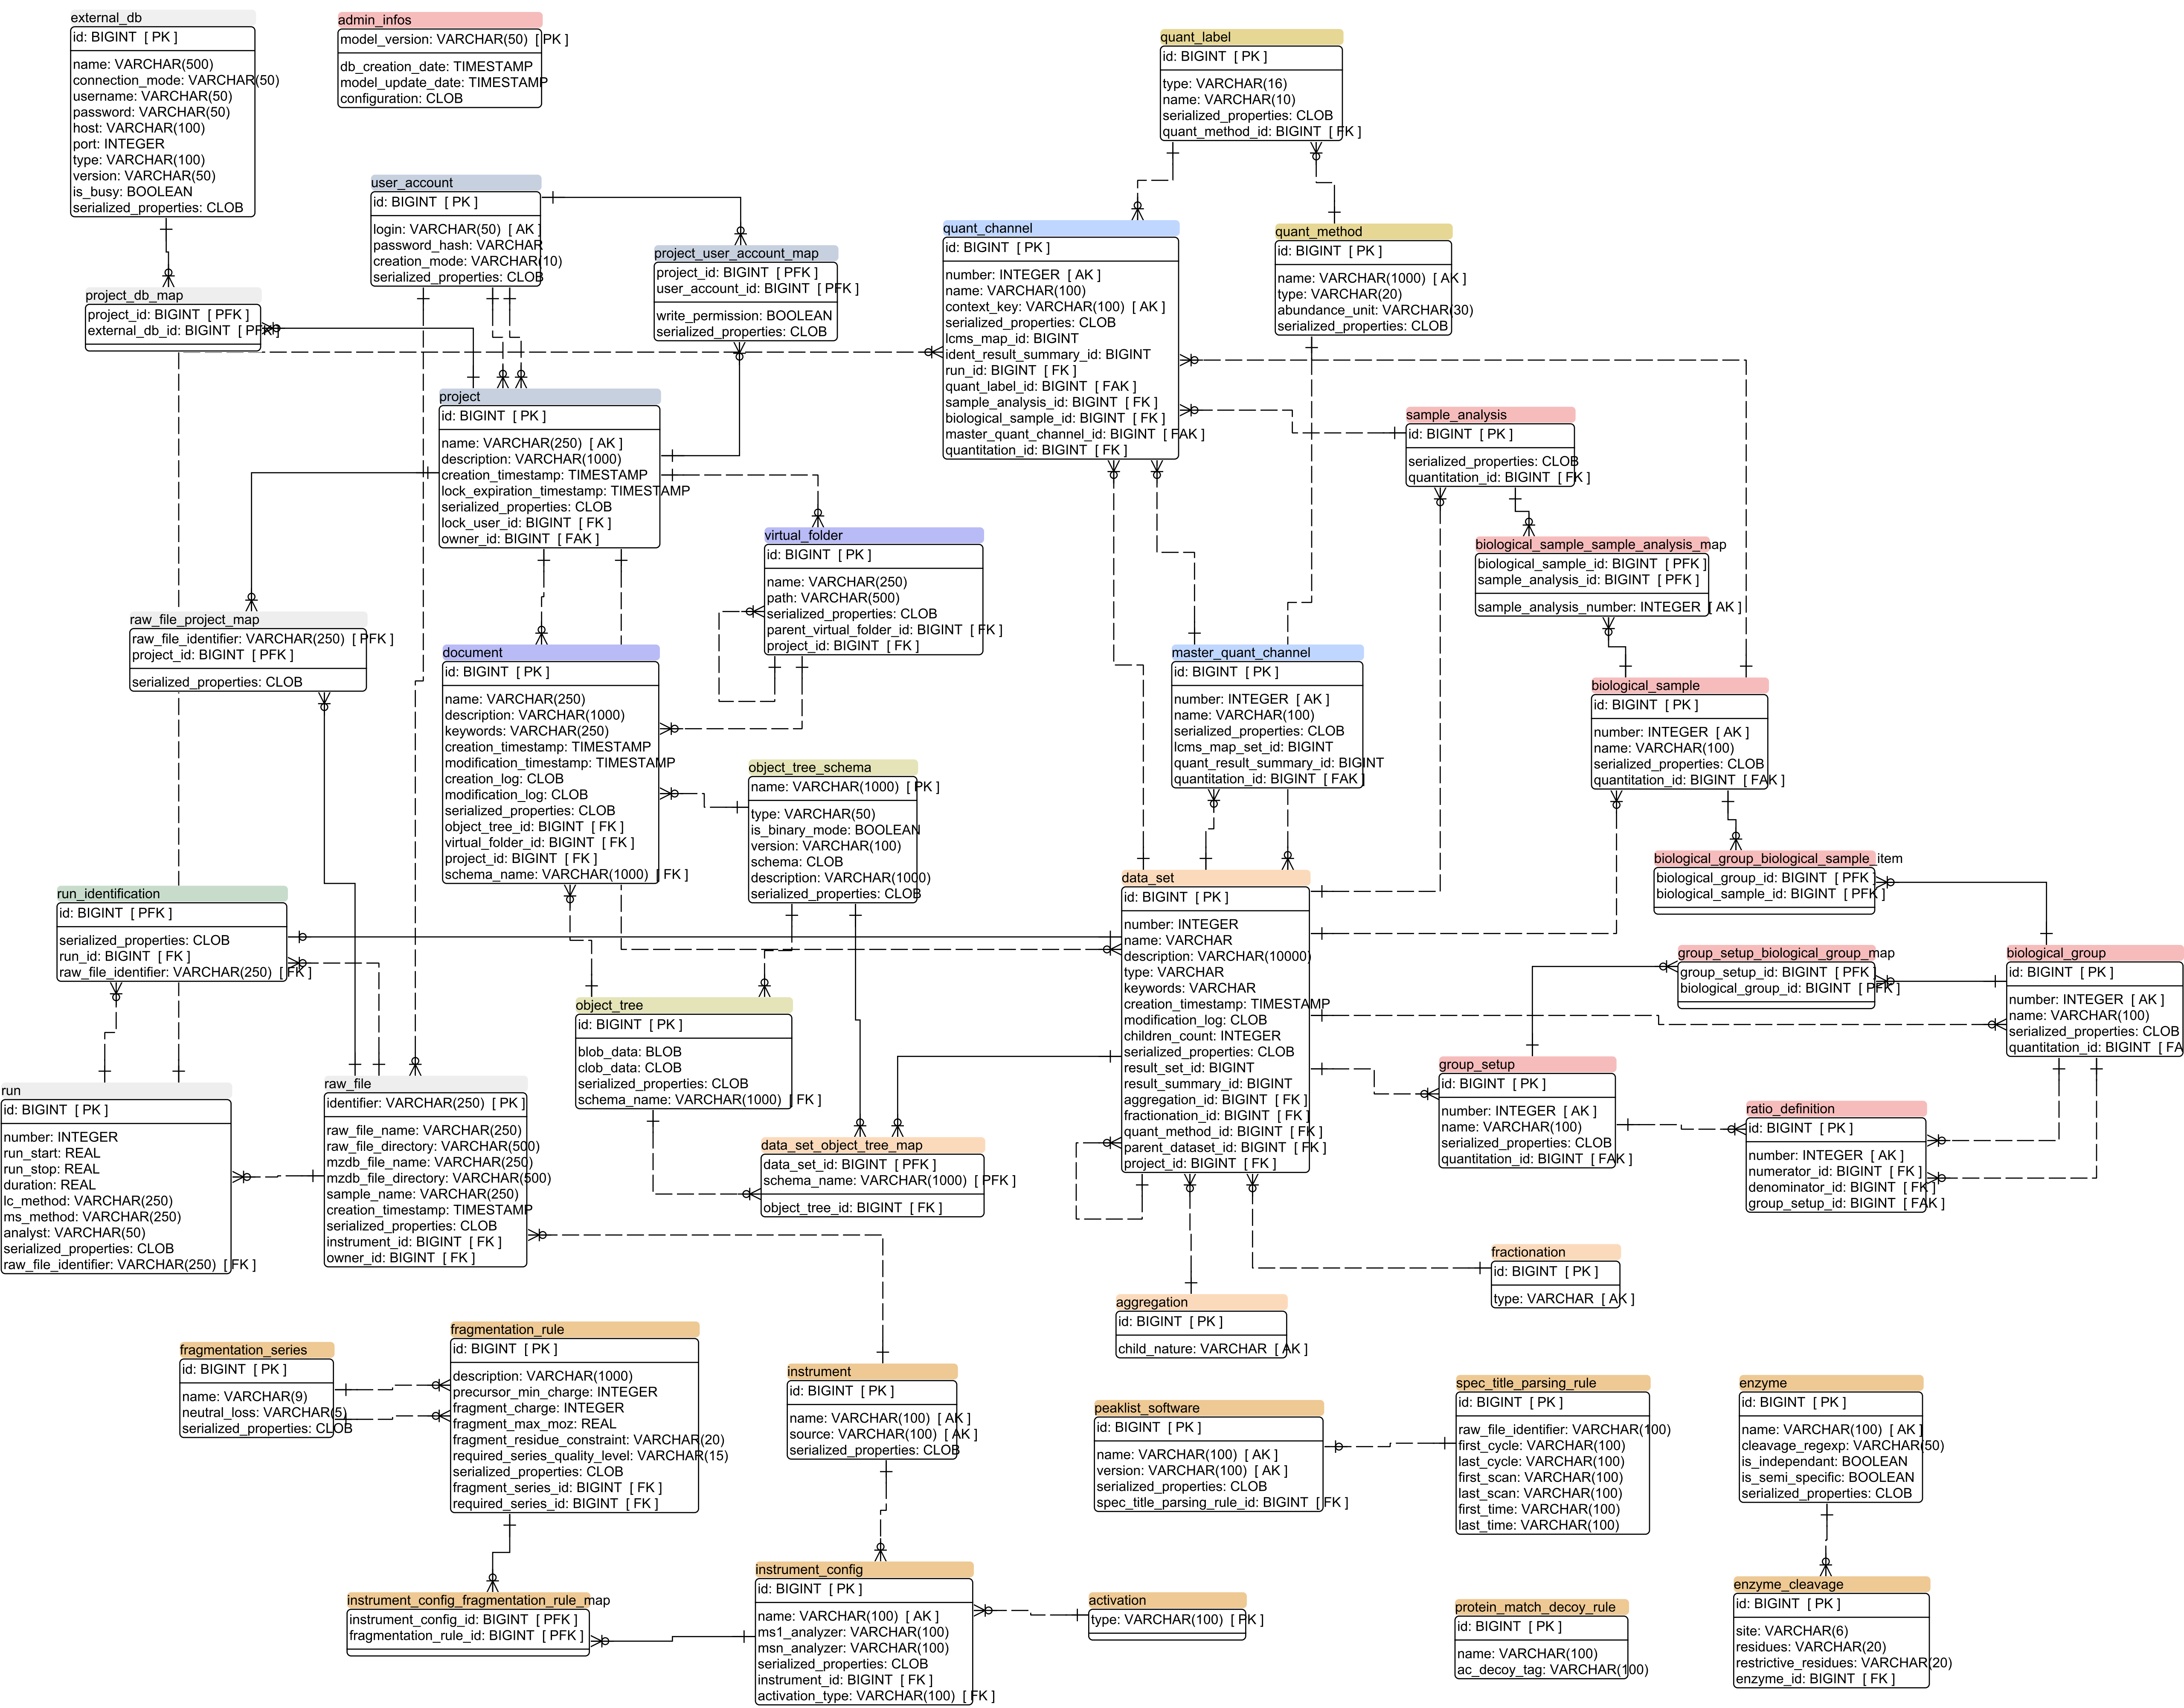 external_db
id: BIGINT  [ PK ]
name: VARCHAR(500)
connection_mode: VARCHAR(50)
username: VARCHAR(50)
password: VARCHAR(50)
host: VARCHAR(100)
port: INTEGER
type: VARCHAR(100)
version: VARCHAR(50)
is_busy: BOOLEAN
serialized_properties: CLOB
admin_infos
model_version: VARCHAR(50)  [ PK ]
db_creation_date: TIMESTAMP
model_update_date: TIMESTAMP
configuration: CLOB
quant_label
id: BIGINT  [ PK ]
type: VARCHAR(16)
name: VARCHAR(10)
serialized_properties: CLOB
quant_method_id: BIGINT  [ FK ]
user_account
id: BIGINT  [ PK ]
login: VARCHAR(50)  [ AK ]
password_hash: VARCHAR
creation_mode: VARCHAR(10)
serialized_properties: CLOB
project_user_account_map
project_id: BIGINT  [ PFK ]
user_account_id: BIGINT  [ PFK ]
write_permission: BOOLEAN
serialized_properties: CLOB
quant_channel
id: BIGINT  [ PK ]
number: INTEGER  [ AK ]
name: VARCHAR(100)
context_key: VARCHAR(100)  [ AK ]
serialized_properties: CLOB
lcms_map_id: BIGINT
ident_result_summary_id: BIGINT
run_id: BIGINT  [ FK ]
quant_label_id: BIGINT  [ FAK ]
sample_analysis_id: BIGINT  [ FK ]
biological_sample_id: BIGINT  [ FK ]
master_quant_channel_id: BIGINT  [ FAK ]
quantitation_id: BIGINT  [ FK ]
quant_method
id: BIGINT  [ PK ]
name: VARCHAR(1000)  [ AK ]
type: VARCHAR(20)
abundance_unit: VARCHAR(30)
serialized_properties: CLOB
project_db_map
project_id: BIGINT  [ PFK ]
external_db_id: BIGINT  [ PFK ]
project
id: BIGINT  [ PK ]
name: VARCHAR(250)  [ AK ]
description: VARCHAR(1000)
creation_timestamp: TIMESTAMP
lock_expiration_timestamp: TIMESTAMP
serialized_properties: CLOB
lock_user_id: BIGINT  [ FK ]
owner_id: BIGINT  [ FAK ]
sample_analysis
id: BIGINT  [ PK ]
serialized_properties: CLOB
quantitation_id: BIGINT  [ FK ]
virtual_folder
id: BIGINT  [ PK ]
name: VARCHAR(250)
path: VARCHAR(500)
serialized_properties: CLOB
parent_virtual_folder_id: BIGINT  [ FK ]
project_id: BIGINT  [ FK ]
biological_sample_sample_analysis_map
biological_sample_id: BIGINT  [ PFK ]
sample_analysis_id: BIGINT  [ PFK ]
sample_analysis_number: INTEGER  [ AK ]
raw_file_project_map
raw_file_identifier: VARCHAR(250)  [ PFK ]
project_id: BIGINT  [ PFK ]
serialized_properties: CLOB
document
id: BIGINT  [ PK ]
name: VARCHAR(250)
description: VARCHAR(1000)
keywords: VARCHAR(250)
creation_timestamp: TIMESTAMP
modification_timestamp: TIMESTAMP
creation_log: CLOB
modification_log: CLOB
serialized_properties: CLOB
object_tree_id: BIGINT  [ FK ]
virtual_folder_id: BIGINT  [ FK ]
project_id: BIGINT  [ FK ]
schema_name: VARCHAR(1000)  [ FK ]
master_quant_channel
id: BIGINT  [ PK ]
number: INTEGER  [ AK ]
name: VARCHAR(100)
serialized_properties: CLOB
lcms_map_set_id: BIGINT
quant_result_summary_id: BIGINT
quantitation_id: BIGINT  [ FAK ]
biological_sample
id: BIGINT  [ PK ]
number: INTEGER  [ AK ]
name: VARCHAR(100)
serialized_properties: CLOB
quantitation_id: BIGINT  [ FAK ]
object_tree_schema
name: VARCHAR(1000)  [ PK ]
type: VARCHAR(50)
is_binary_mode: BOOLEAN
version: VARCHAR(100)
schema: CLOB
description: VARCHAR(1000)
serialized_properties: CLOB
biological_group_biological_sample_item
biological_group_id: BIGINT  [ PFK ]
biological_sample_id: BIGINT  [ PFK ]
data_set
id: BIGINT  [ PK ]
number: INTEGER
name: VARCHAR
description: VARCHAR(10000)
type: VARCHAR
keywords: VARCHAR
creation_timestamp: TIMESTAMP
modification_log: CLOB
children_count: INTEGER
serialized_properties: CLOB
result_set_id: BIGINT
result_summary_id: BIGINT
aggregation_id: BIGINT  [ FK ]
fractionation_id: BIGINT  [ FK ]
quant_method_id: BIGINT  [ FK ]
parent_dataset_id: BIGINT  [ FK ]
project_id: BIGINT  [ FK ]
run_identification
id: BIGINT  [ PFK ]
serialized_properties: CLOB
run_id: BIGINT  [ FK ]
raw_file_identifier: VARCHAR(250)  [ FK ]
group_setup_biological_group_map
group_setup_id: BIGINT  [ PFK ]
biological_group_id: BIGINT  [ PFK ]
biological_group
id: BIGINT  [ PK ]
number: INTEGER  [ AK ]
name: VARCHAR(100)
serialized_properties: CLOB
quantitation_id: BIGINT  [ FA
object_tree
id: BIGINT  [ PK ]
blob_data: BLOB
clob_data: CLOB
serialized_properties: CLOB
schema_name: VARCHAR(1000)  [ FK ]
group_setup
id: BIGINT  [ PK ]
number: INTEGER  [ AK ]
name: VARCHAR(100)
serialized_properties: CLOB
quantitation_id: BIGINT  [ FAK ]
run
id: BIGINT  [ PK ]
number: INTEGER
run_start: REAL
run_stop: REAL
duration: REAL
lc_method: VARCHAR(250)
ms_method: VARCHAR(250)
analyst: VARCHAR(50)
serialized_properties: CLOB
raw_file_identifier: VARCHAR(250)  [ FK ]
raw_file
identifier: VARCHAR(250)  [ PK ]
raw_file_name: VARCHAR(250)
raw_file_directory: VARCHAR(500)
mzdb_file_name: VARCHAR(250)
mzdb_file_directory: VARCHAR(500)
sample_name: VARCHAR(250)
creation_timestamp: TIMESTAMP
serialized_properties: CLOB
instrument_id: BIGINT  [ FK ]
owner_id: BIGINT  [ FK ]
ratio_definition
id: BIGINT  [ PK ]
number: INTEGER  [ AK ]
numerator_id: BIGINT  [ FK ]
denominator_id: BIGINT  [ FK ]
group_setup_id: BIGINT  [ FAK ]
data_set_object_tree_map
data_set_id: BIGINT  [ PFK ]
schema_name: VARCHAR(1000)  [ PFK ]
object_tree_id: BIGINT  [ FK ]
fractionation
id: BIGINT  [ PK ]
type: VARCHAR  [ AK ]
aggregation
id: BIGINT  [ PK ]
child_nature: VARCHAR  [ AK ]
fragmentation_series
id: BIGINT  [ PK ]
name: VARCHAR(9)
neutral_loss: VARCHAR(5)
serialized_properties: CLOB
fragmentation_rule
id: BIGINT  [ PK ]
description: VARCHAR(1000)
precursor_min_charge: INTEGER
fragment_charge: INTEGER
fragment_max_moz: REAL
fragment_residue_constraint: VARCHAR(20)
required_series_quality_level: VARCHAR(15)
serialized_properties: CLOB
fragment_series_id: BIGINT  [ FK ]
required_series_id: BIGINT  [ FK ]
instrument
id: BIGINT  [ PK ]
name: VARCHAR(100)  [ AK ]
source: VARCHAR(100)  [ AK ]
serialized_properties: CLOB
peaklist_software
id: BIGINT  [ PK ]
name: VARCHAR(100)  [ AK ]
version: VARCHAR(100)  [ AK ]
serialized_properties: CLOB
spec_title_parsing_rule_id: BIGINT  [ FK ]
spec_title_parsing_rule
id: BIGINT  [ PK ]
raw_file_identifier: VARCHAR(100)
first_cycle: VARCHAR(100)
last_cycle: VARCHAR(100)
first_scan: VARCHAR(100)
last_scan: VARCHAR(100)
first_time: VARCHAR(100)
last_time: VARCHAR(100)
enzyme
id: BIGINT  [ PK ]
name: VARCHAR(100)  [ AK ]
cleavage_regexp: VARCHAR(50)
is_independant: BOOLEAN
is_semi_specific: BOOLEAN
serialized_properties: CLOB
instrument_config_fragmentation_rule_map
instrument_config_id: BIGINT  [ PFK ]
fragmentation_rule_id: BIGINT  [ PFK ]
instrument_config
id: BIGINT  [ PK ]
name: VARCHAR(100)  [ AK ]
ms1_analyzer: VARCHAR(100)
msn_analyzer: VARCHAR(100)
serialized_properties: CLOB
instrument_id: BIGINT  [ FK ]
activation_type: VARCHAR(100)  [ FK ]
activation
type: VARCHAR(100)  [ PK ]
protein_match_decoy_rule
id: BIGINT  [ PK ]
name: VARCHAR(100)
ac_decoy_tag: VARCHAR(100)
enzyme_cleavage
id: BIGINT  [ PK ]
site: VARCHAR(6)
residues: VARCHAR(20)
restrictive_residues: VARCHAR(20)
enzyme_id: BIGINT  [ FK ]